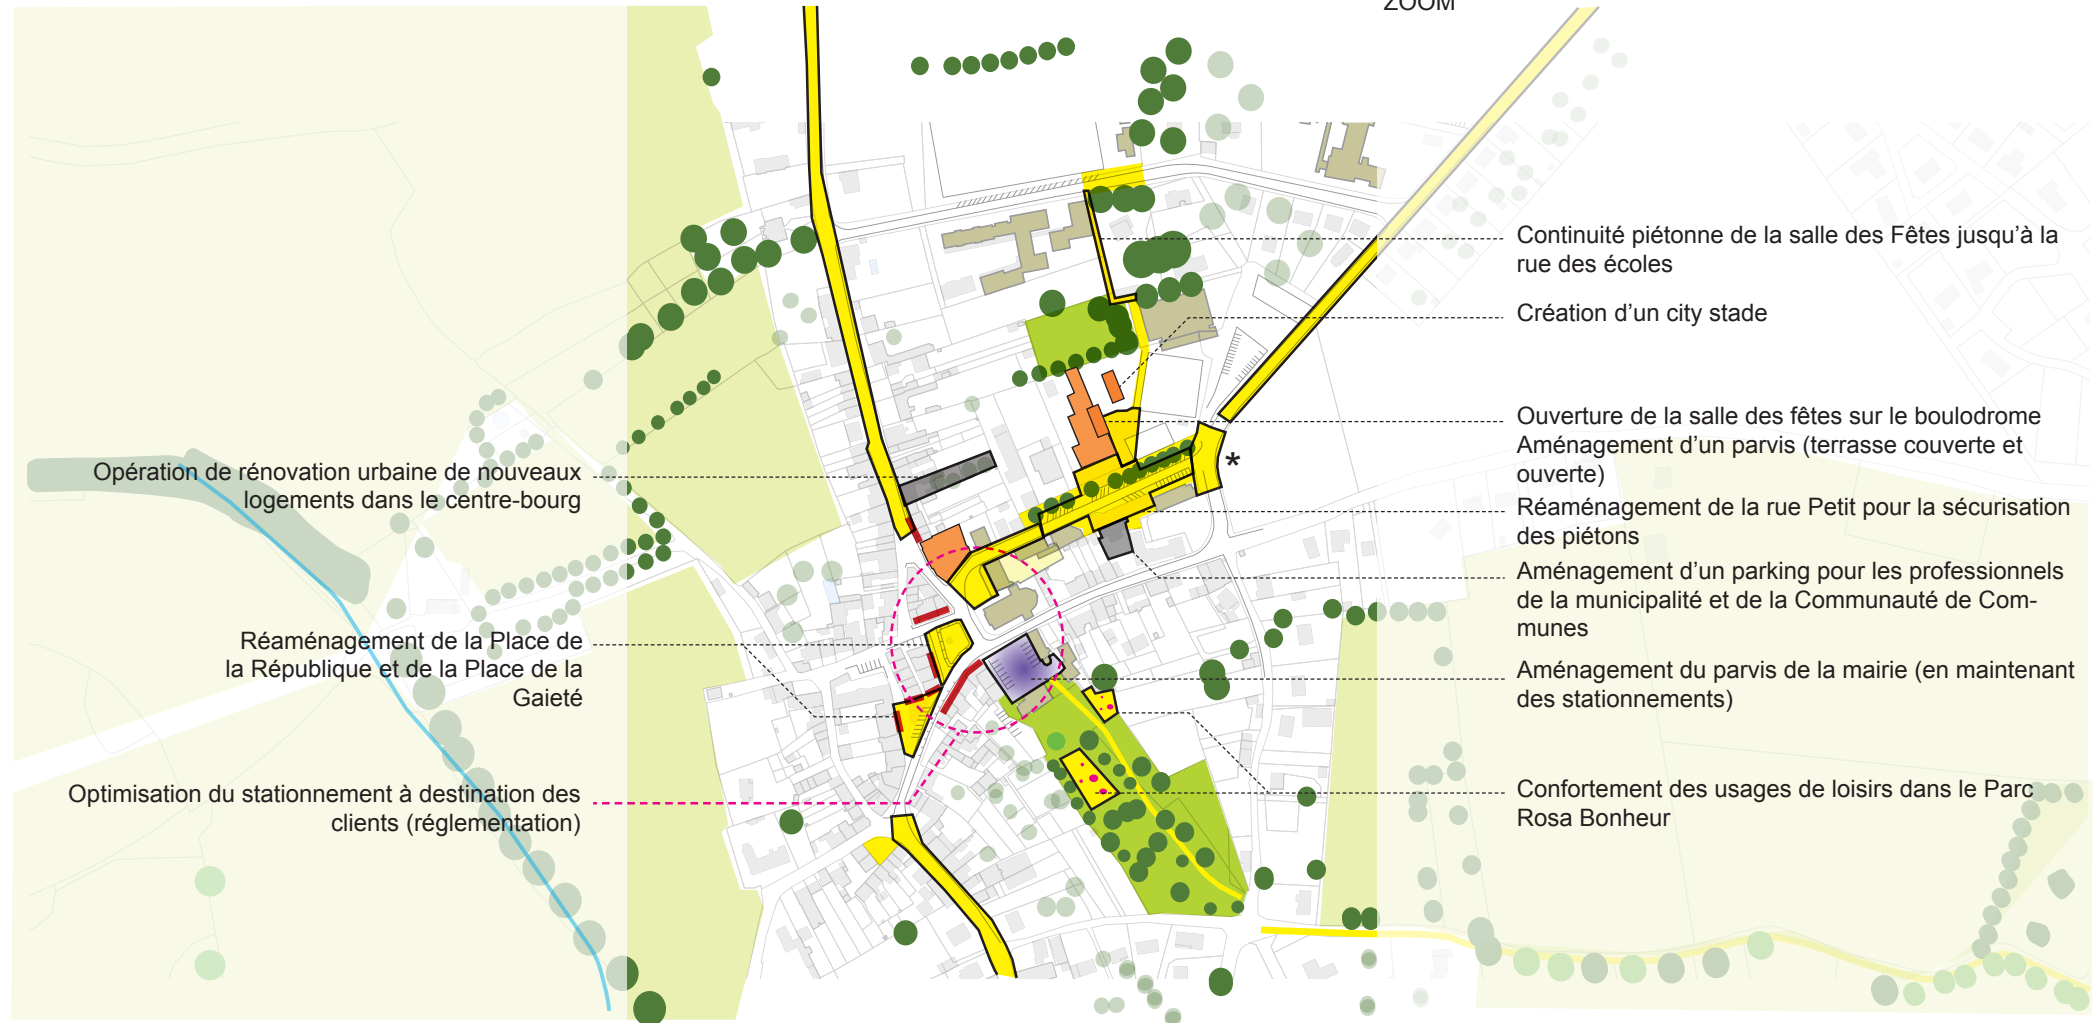 ZOOM
Continuité piétonne de la salle des Fêtes jusqu'à la
rue des écoles
Création d'un city stade
Ouverture de la salle des fêtes sur le boulodrome
Aménagement d'un parvis (terrasse couverte et
ouverte)
*
Réaménagement de la rue Petit pour la sécurisation
des piétons
Aménagement d'un parking pour les professionnels
de la municipalité et de la Communauté de Com-
munes
Aménagement du parvis de la mairie (en maintenant
des stationnements)
Confortement des usages de loisirs dans le Parc
Rosa Bonheur
Opération de rénovation urbaine de nouveaux
logements dans le centre-bourg
Réaménagement de la Place de
la République et de la Place de la
Gaieté
Optimisation du stationnement à destination des
clients (réglementation)